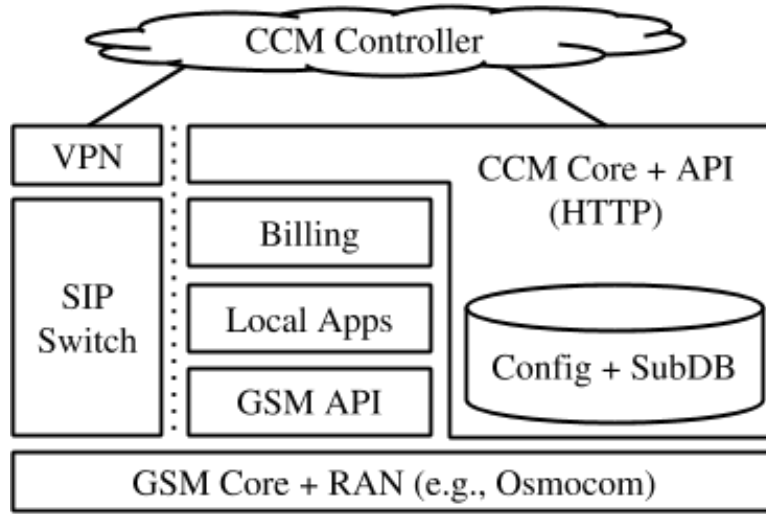 CCM Controller
VPN
CCM Core + API
(HTTP)
Billing
SIP
Switch
Local Apps
Config + SubDB
GSM API
GSM Core + RAN (e.g., Osmocom)